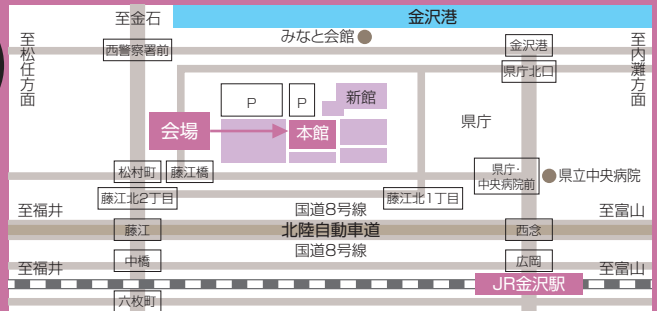 至金石
金沢港
みなと会館
至松任方面
西警察署前
金沢港
至内灘方面
県庁北口
P
P
新館
会場
本館
県庁
松村町
藤江橋
県庁・
中央病院前
県立中央病院
藤江北2丁目
藤江北1丁目
至福井
国道8号線
至富山
藤江
北陸自動車道
西念
国道8号線
至福井
中橋
広岡
至富山
JR金沢駅
六枚町